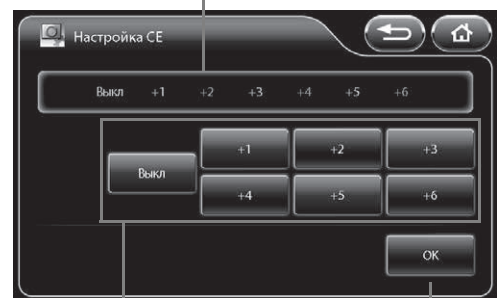 Настройка CE
Выкл +1 +2 +3 +4 +5 +6
Выкл +1 +2 +3
+4 +5 +6
OK